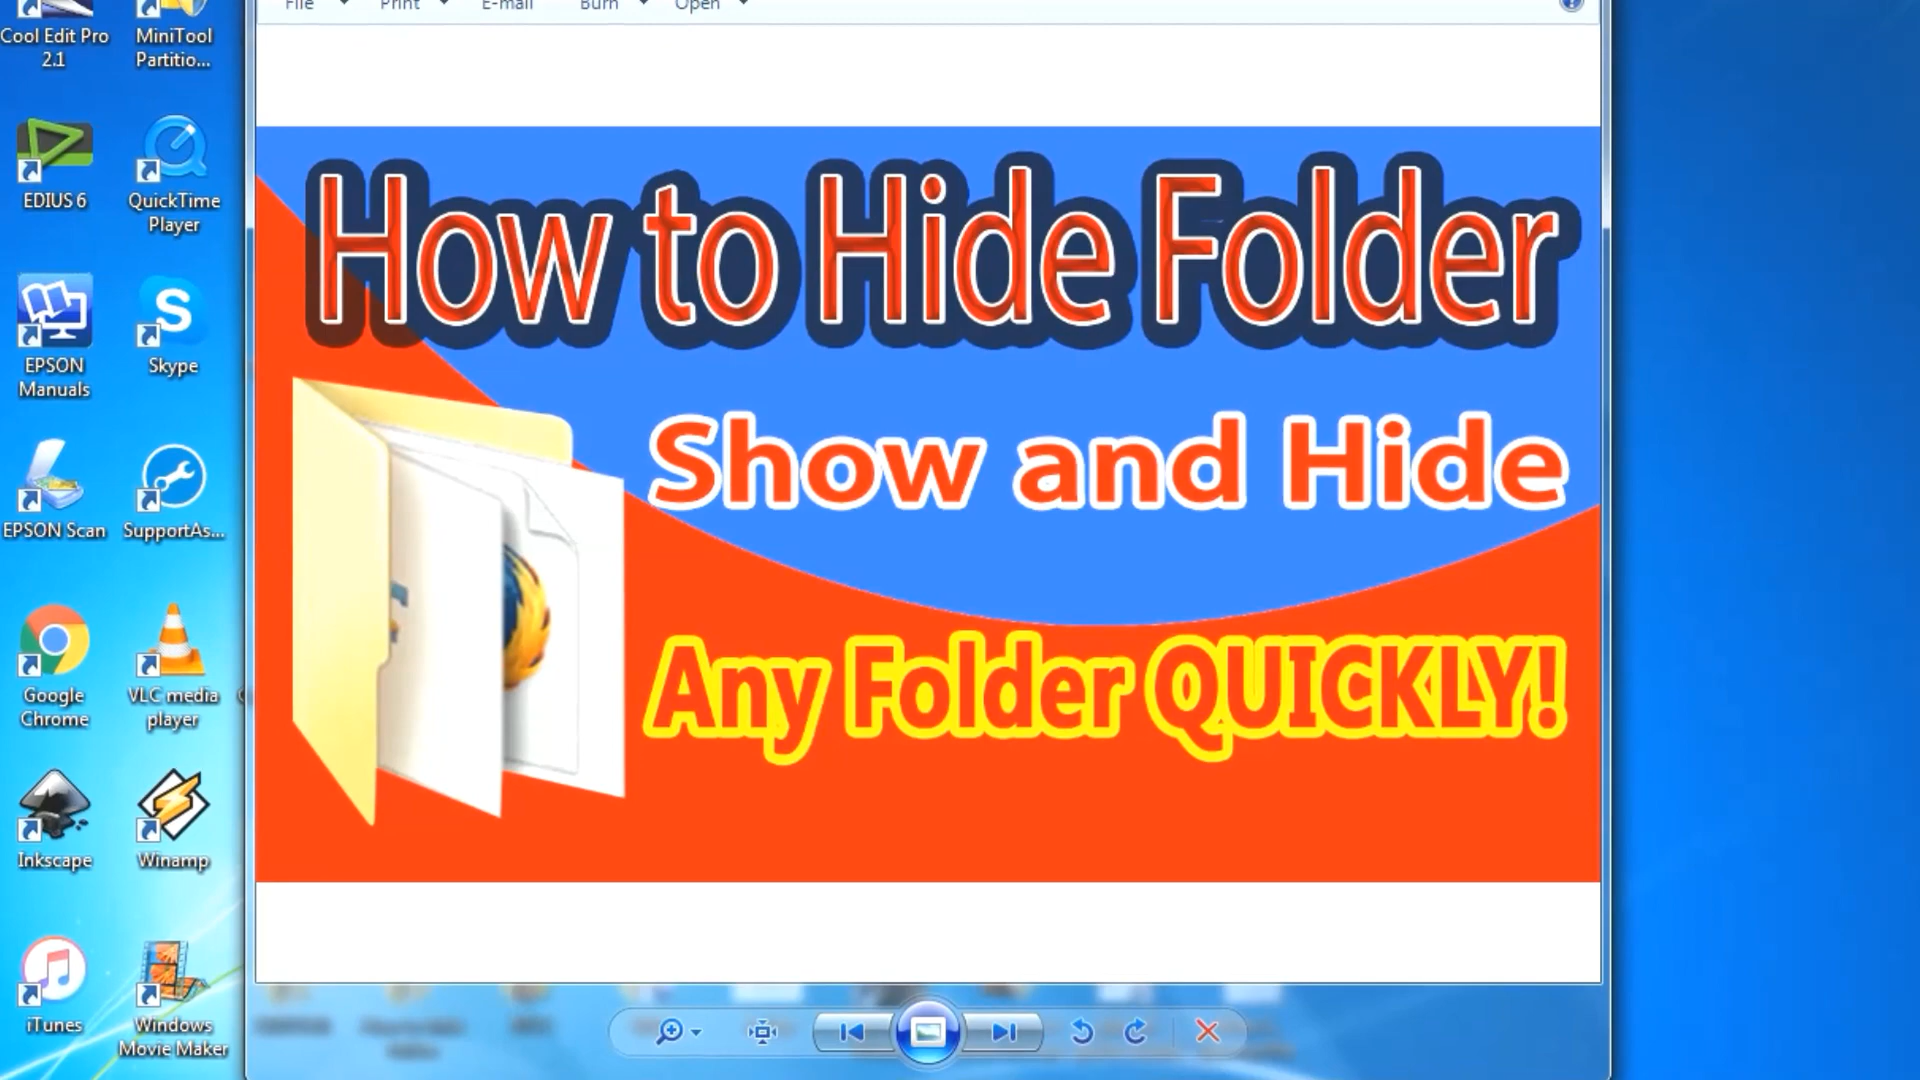 File
Print
E-mail
Burn
Open
Cool Edit Pro
2.1
MiniTool
Partitio...
EDIUS 6
QuickTime
Player
EPSON
Manuals
Skype
EPSON Scan
SupportAs...
Google
Chrome
VLC media
player
Inkscape
Winamp
iTunes
Windows
Movie Maker
How to Hide Folder
Show and Hide
Any Folder QUICKLY!